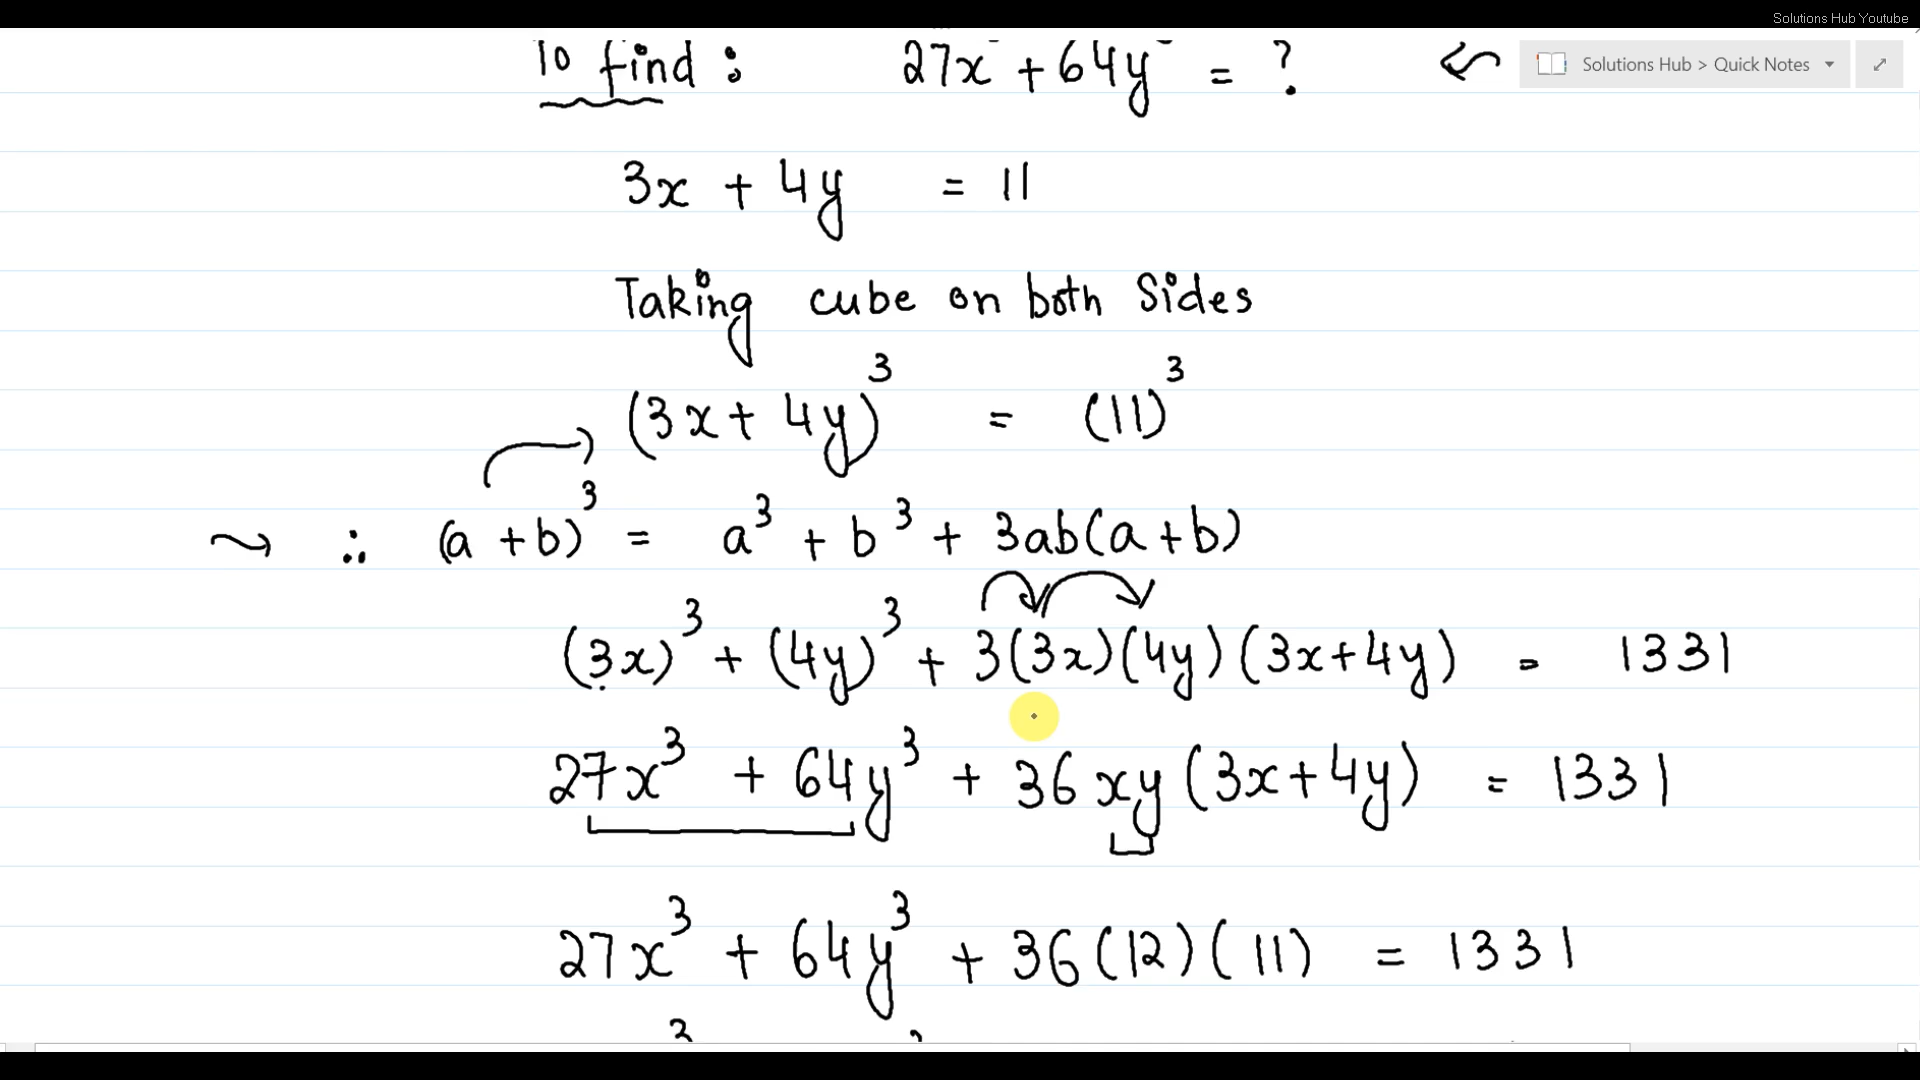 Solutions Hub Youtube
To find : 27x + 64y = ?
Solutions Hub > Quick Notes
3x + 4y = 11
Taking cube on both Sides
(3x + 4y)³ = (11)³
∴ (a + b)³ = a³ + b³ + 3ab(a + b)
(3x)³ + (4y)³ + 3(3x)(4y)(3x+4y) = 1331
27x³ + 64y³ + 36xy(3x+4y) = 1331
27x³ + 64y³ + 36(12)(11) = 1331